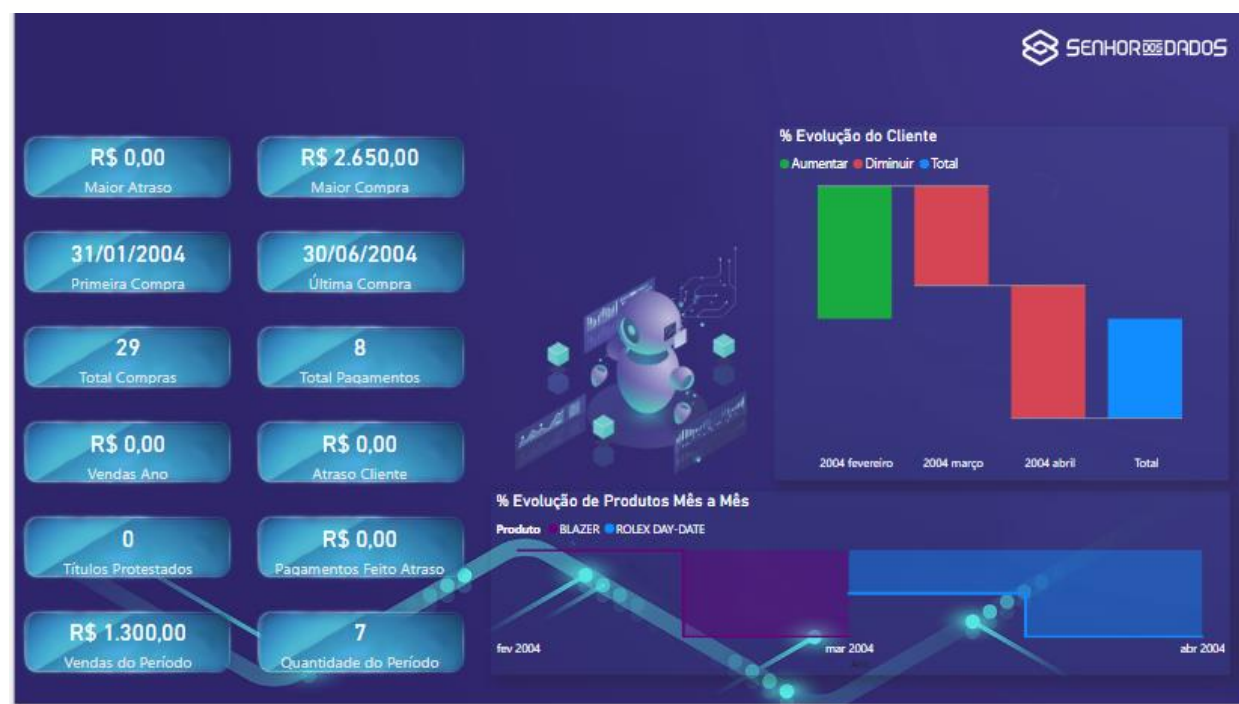 SENHOR DOS DADOS
R$ 0,00
Maior Atraso
R$ 2.650,00
Maior Compra
31/01/2004
Primeira Compra
30/06/2004
Última Compra
29
Total Compras
8
Total Pagamentos
R$ 0,00
Vendas Ano
R$ 0,00
Atraso Cliente
0
Títulos Protestados
R$ 0,00
Pagamentos Feito Atraso
R$ 1.300,00
Vendas do Período
7
Quantidade do Período
% Evolução do Cliente
Aumentar Diminuir Total
2004 fevereiro 2004 março 2004 abril Total
% Evolução de Produtos Mês a Mês
Produto BLAZER ROLEX DAY-DATE
fev 2004 mar 2004 abr 2004